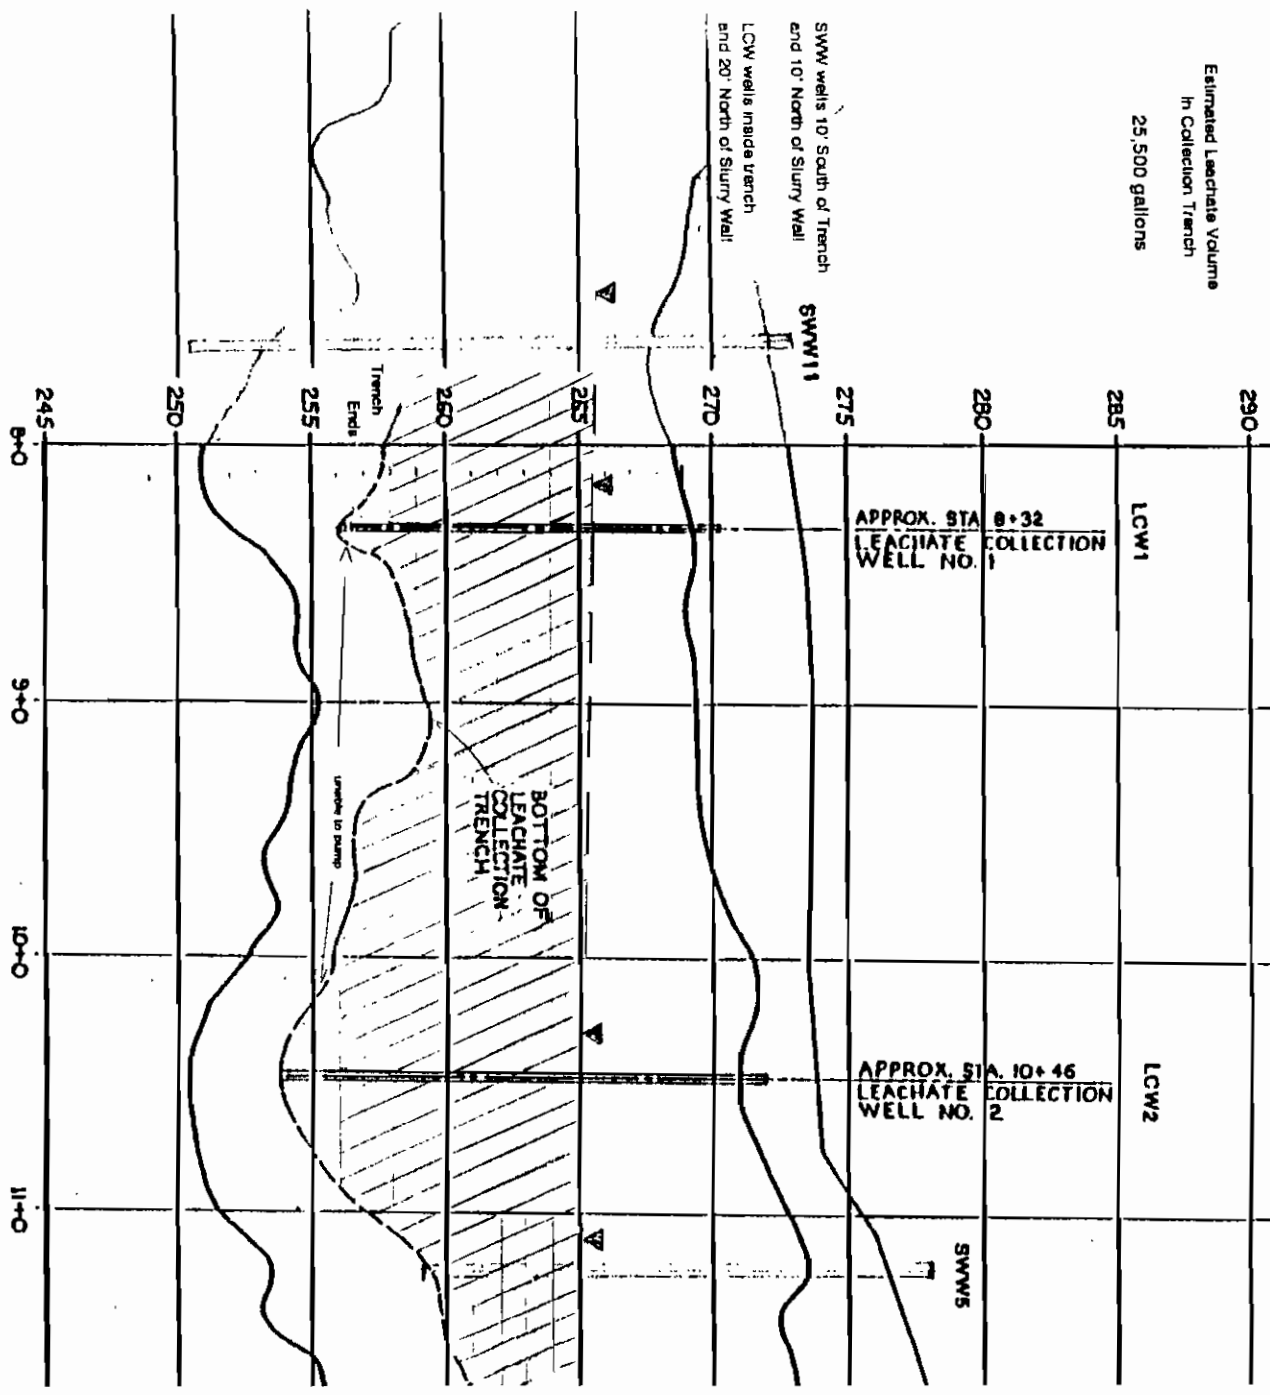 Estimated Leachate Volume
In Collection Trench
25,500 gallons
SWW wells 10' South of Trench
and 10' North of Slurry Wall
LCW wells inside trench
and 20' North of Slurry Wall
SWW11
LCW1
LCW2
SWW5
290
285
280
275
270
265
260
255
250
245
APPROX. STA. 8+32
LEACHATE COLLECTION
WELL NO. 1
APPROX. STA. 10+46
LEACHATE COLLECTION
WELL NO. 2
Trench
Ends
BOTTOM OF
LEACHATE
COLLECTION
TRENCH
unable to pump
8+0
9+0
10+0
11+0